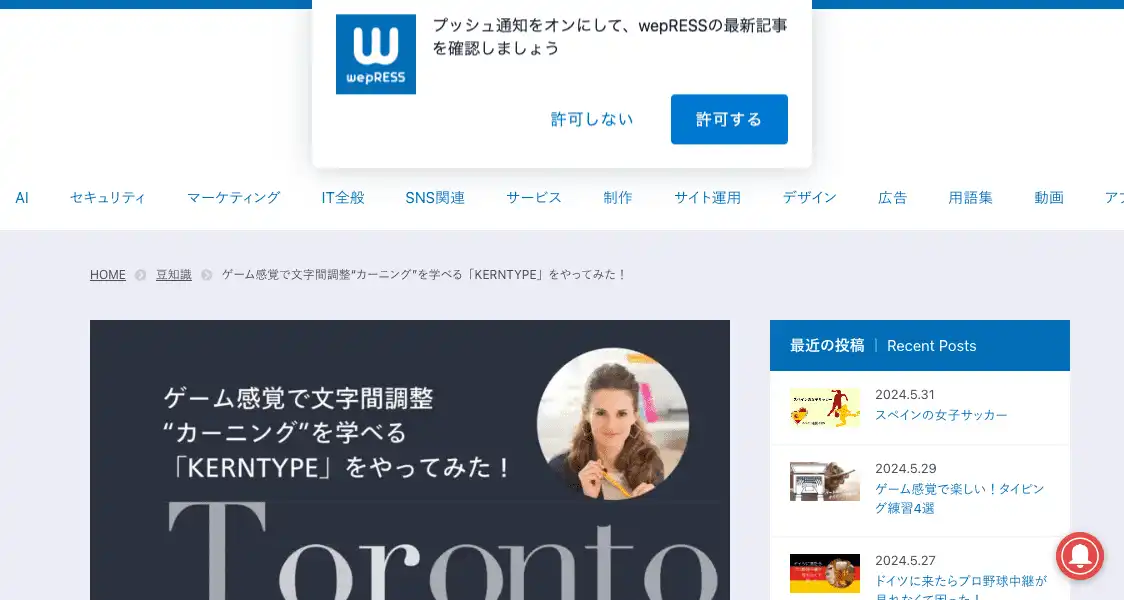 プッシュ通知をオンにして、wepRESSの最新記事
を確認しましょう
wepRESS
許可しない
許可する
AI セキュリティ マーケティング IT全般 SNS関連 サービス 制作 サイト運用 デザイン 広告 用語集 動画
HOME 豆知識 ゲーム感覚で文字間調整“カーニング”を学べる「KERNTYPE」をやってみた！
ゲーム感覚で文字間調整
“カーニング”を学べる
「KERNTYPE」をやってみた！
Toronto
最近の投稿 | Recent Posts
2024.5.31
スペインの女子サッカー
2024.5.29
ゲーム感覚で楽しい！タイピン
グ練習4選
2024.5.27
ドイツに来たらプロ野球中継が
見れなくて困った！